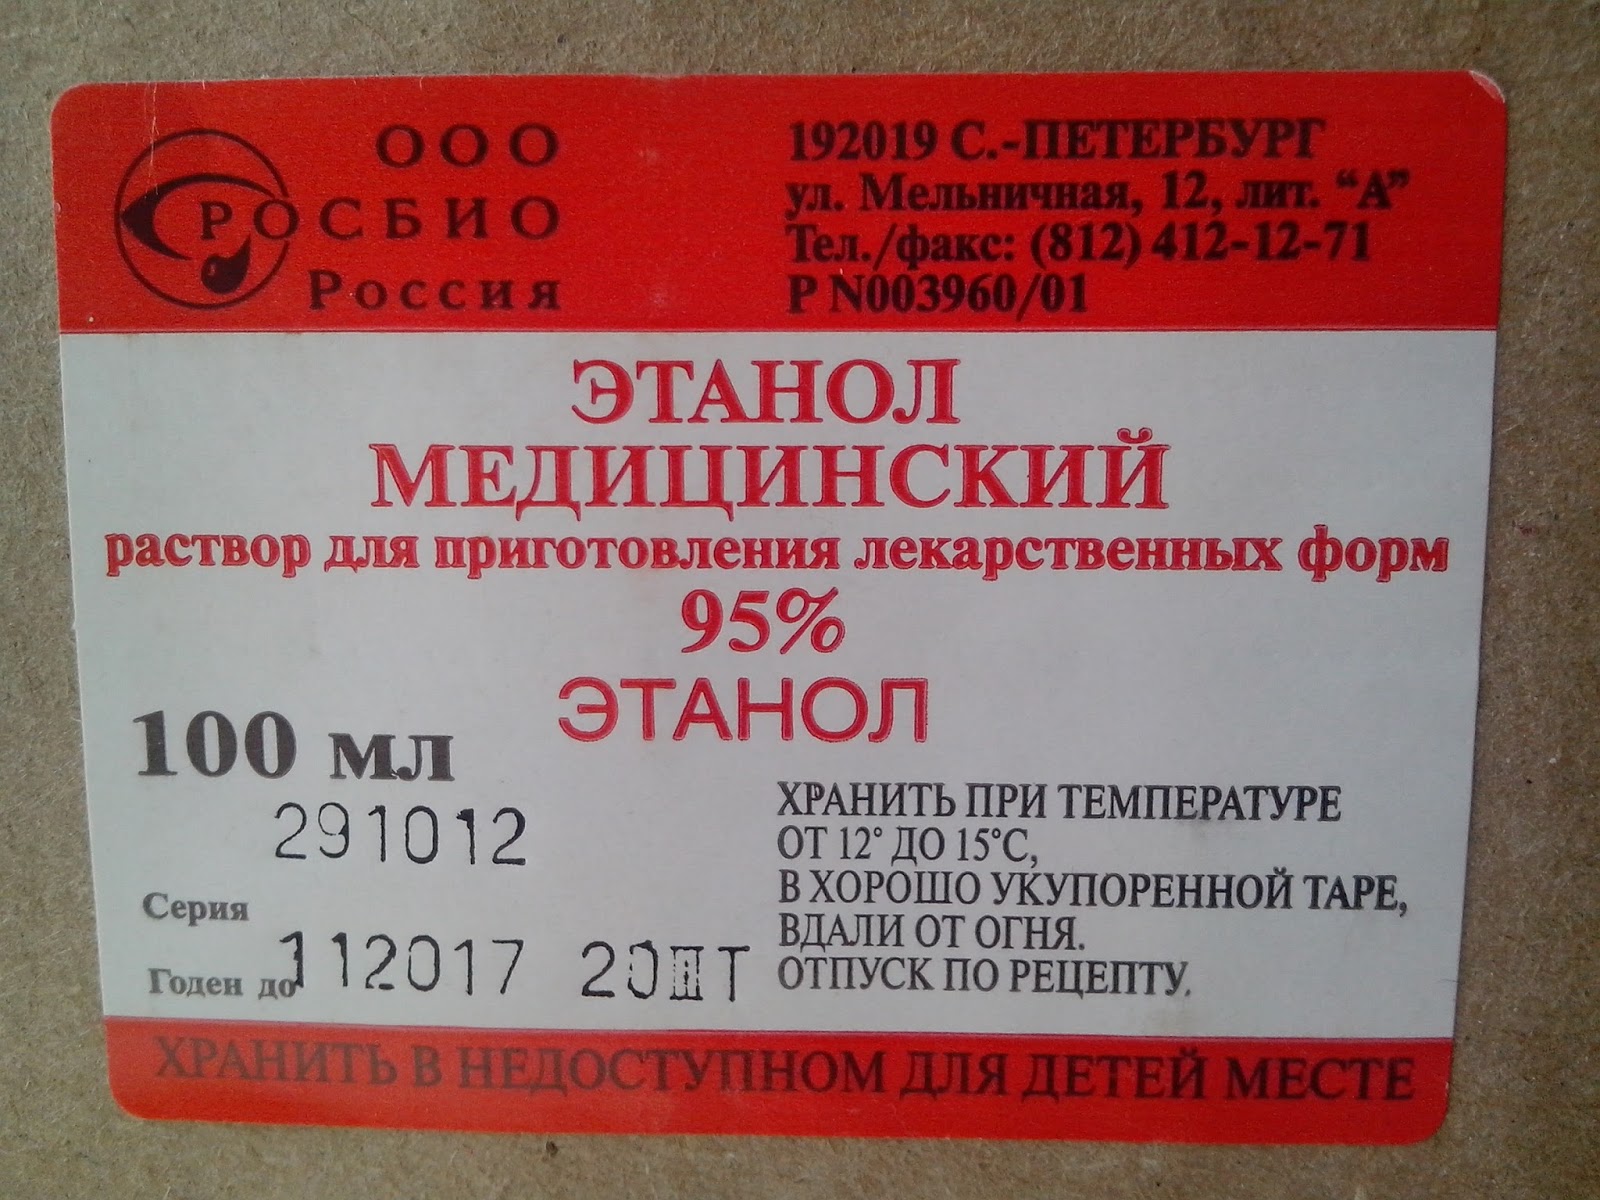 ООО
РОСБИО
Россия
192019 С.-ПЕТЕРБУРГ
ул. Мельничная, 12, лит. “А”
Тел./факс: (812) 412-12-71
Р N003960/01
ЭТАНОЛ
МЕДИЦИНСКИЙ
раствор для приготовления лекарственных форм
95%
ЭТАНОЛ
100 мл
291012
Серия
Годен до 112017 20ШТ
ХРАНИТЬ ПРИ ТЕМПЕРАТУРЕ
ОТ 12° ДО 15°С,
В ХОРОШО УКУПОРЕННОЙ ТАРЕ,
ВДАЛИ ОТ ОГНЯ.
ОТПУСК ПО РЕЦЕПТУ.
ХРАНИТЬ В НЕДОСТУПНОМ ДЛЯ ДЕТЕЙ МЕСТЕ